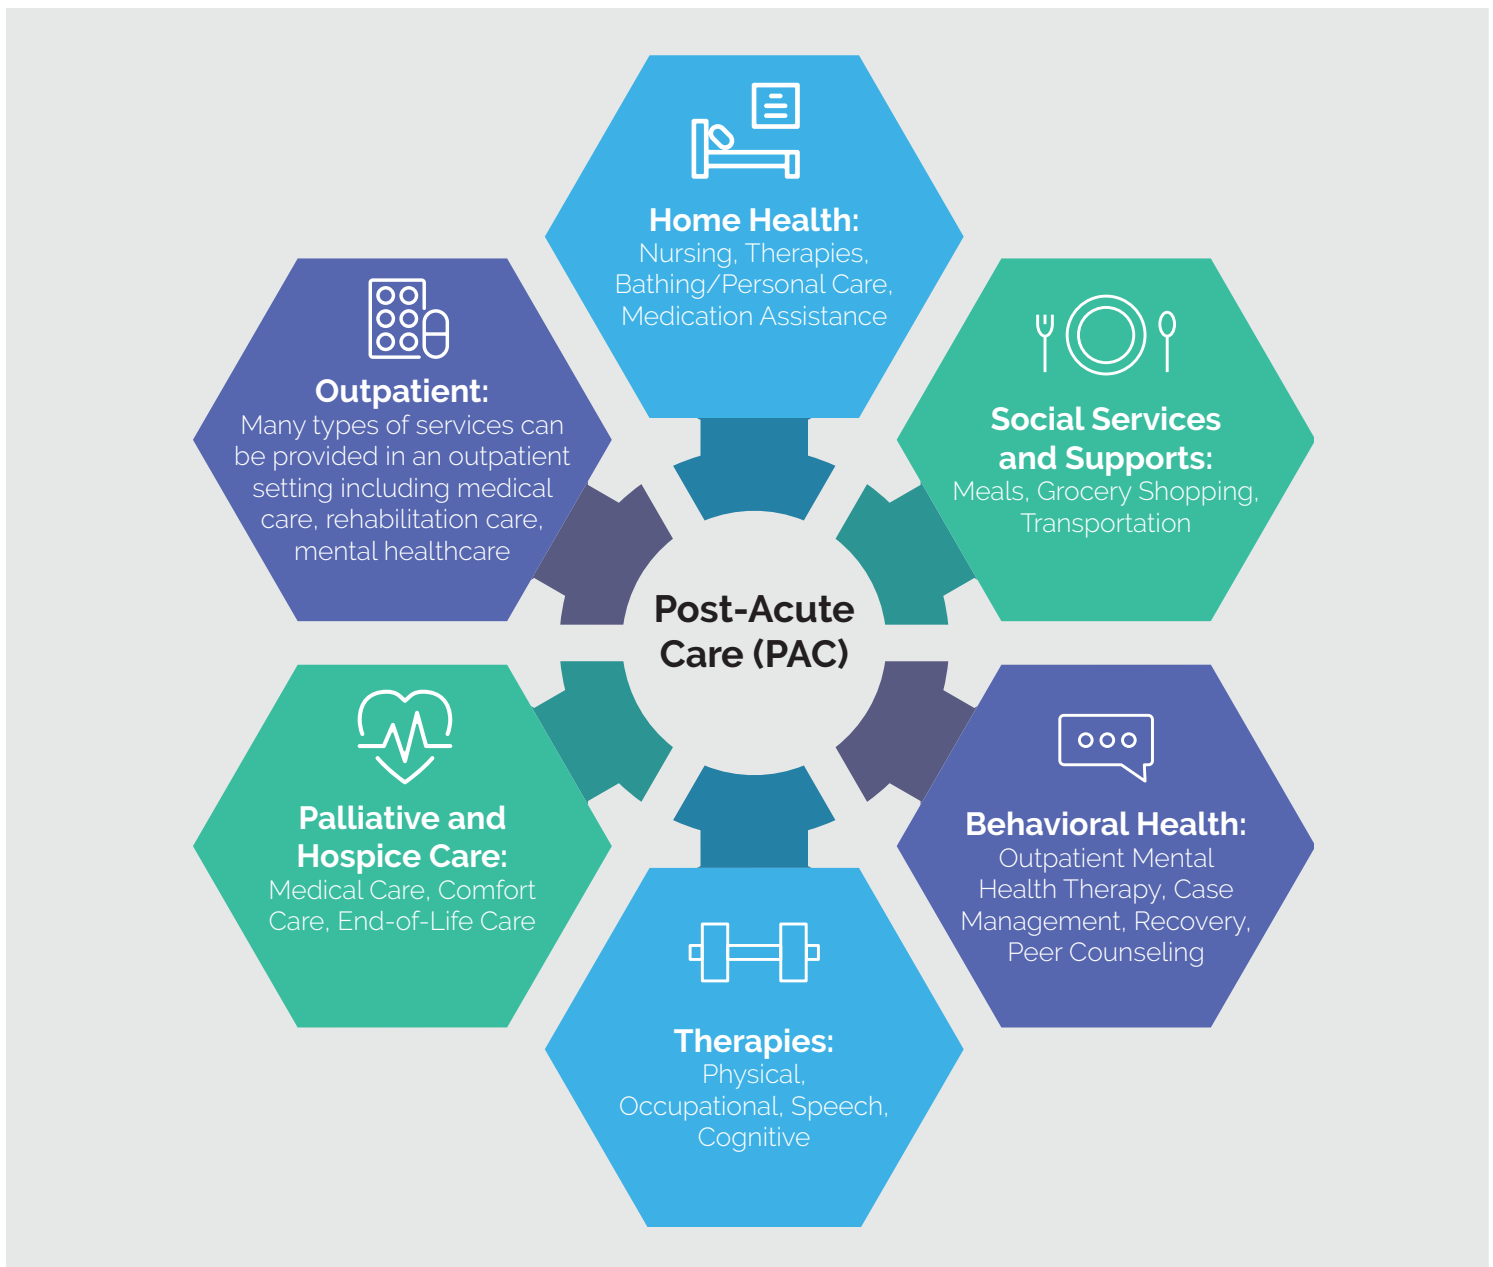 Home Health:
Nursing, Therapies,
Bathing/Personal Care,
Medication Assistance
Outpatient:
Many types of services can
be provided in an outpatient
setting including medical
care, rehabilitation care,
mental healthcare
Social Services
and Supports:
Meals, Grocery Shopping,
Transportation
Post-Acute
Care (PAC)
Palliative and
Hospice Care:
Medical Care, Comfort
Care, End-of-Life Care
Behavioral Health:
Outpatient Mental
Health Therapy, Case
Management, Recovery,
Peer Counseling
Therapies:
Physical,
Occupational, Speech,
Cognitive